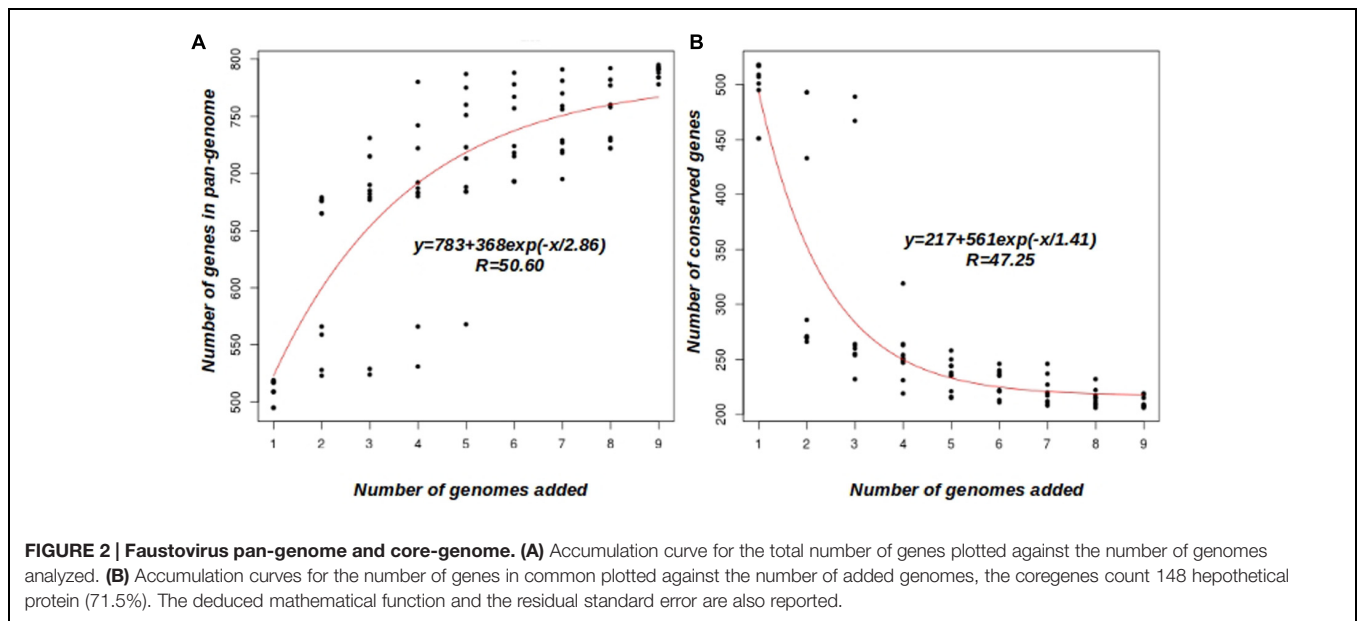 A
B
Number of genes in pan-genome
800
750
700
650
600
550
500
y=783+368exp(-x/2.86)
R=50.60
1 2 3 4 5 6 7 8 9
Number of genomes added
Number of conserved genes
500
450
400
350
300
250
200
y=217+561exp(-x/1.41)
R=47.25
1 2 3 4 5 6 7 8 9
Number of genomes added
FIGURE 2 | Faustovirus pan-genome and core-genome. (A) Accumulation curve for the total number of genes plotted against the number of genomes
analyzed. (B) Accumulation curves for the number of genes in common plotted against the number of added genomes, the coregenes count 148 hepothetical
protein (71.5%). The deduced mathematical function and the residual standard error are also reported.